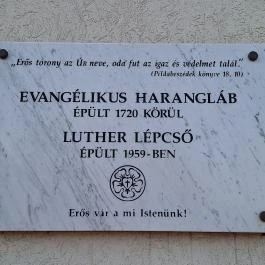 „Erős torony az Úr neve, oda fut az igaz és védelmet talál.”
(Példabeszédek könyve 18, 10)
EVANGÉLIKUS HARANGLÁB
ÉPÜLT 1720 KÖRÜL
LUTHER LÉPCSŐ
ÉPÜLT 1959-BEN
Erős vár a mi Istenünk!